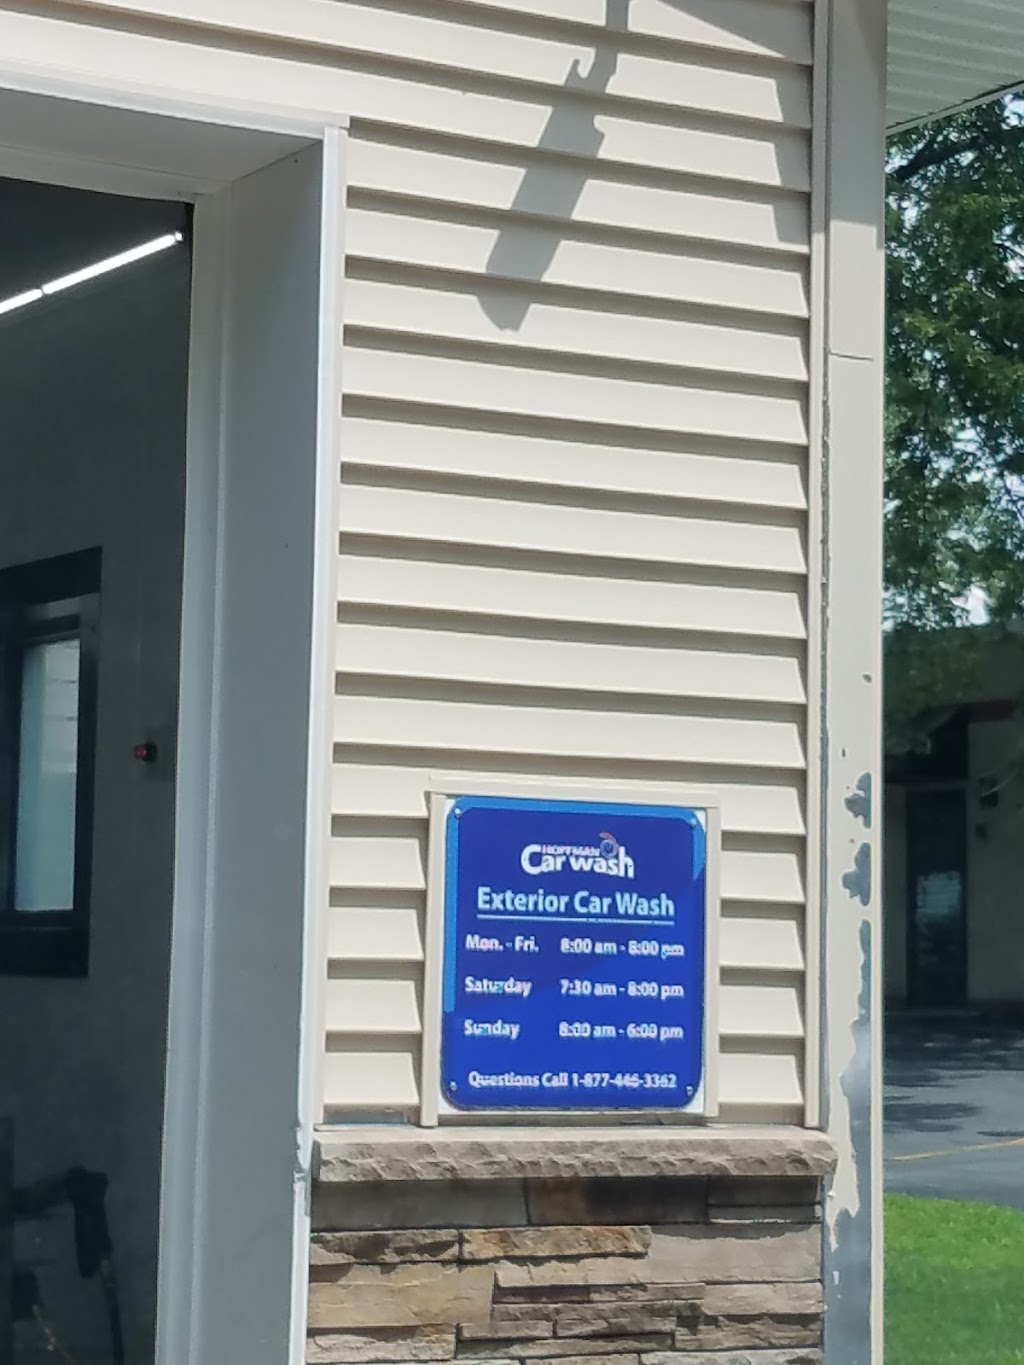 HOFFMAN
Car wash
Exterior Car Wash
Mon. - Fri. 8:00 am - 8:00 pm
Saturday 7:30 am - 8:00 pm
Sunday 8:00 am - 6:00 pm
Questions Call 1-877-446-3362